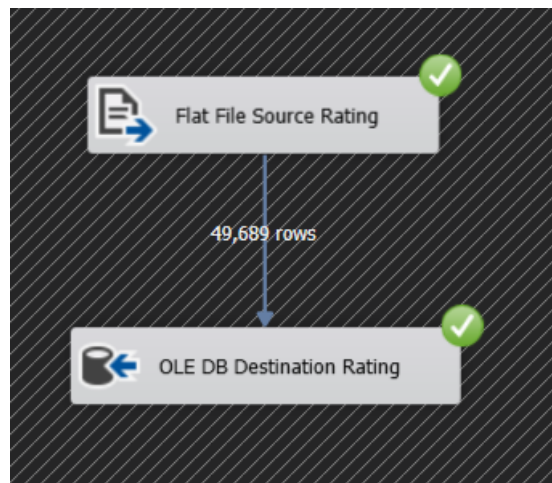 Flat File Source Rating
49,689 rows
OLE DB Destination Rating